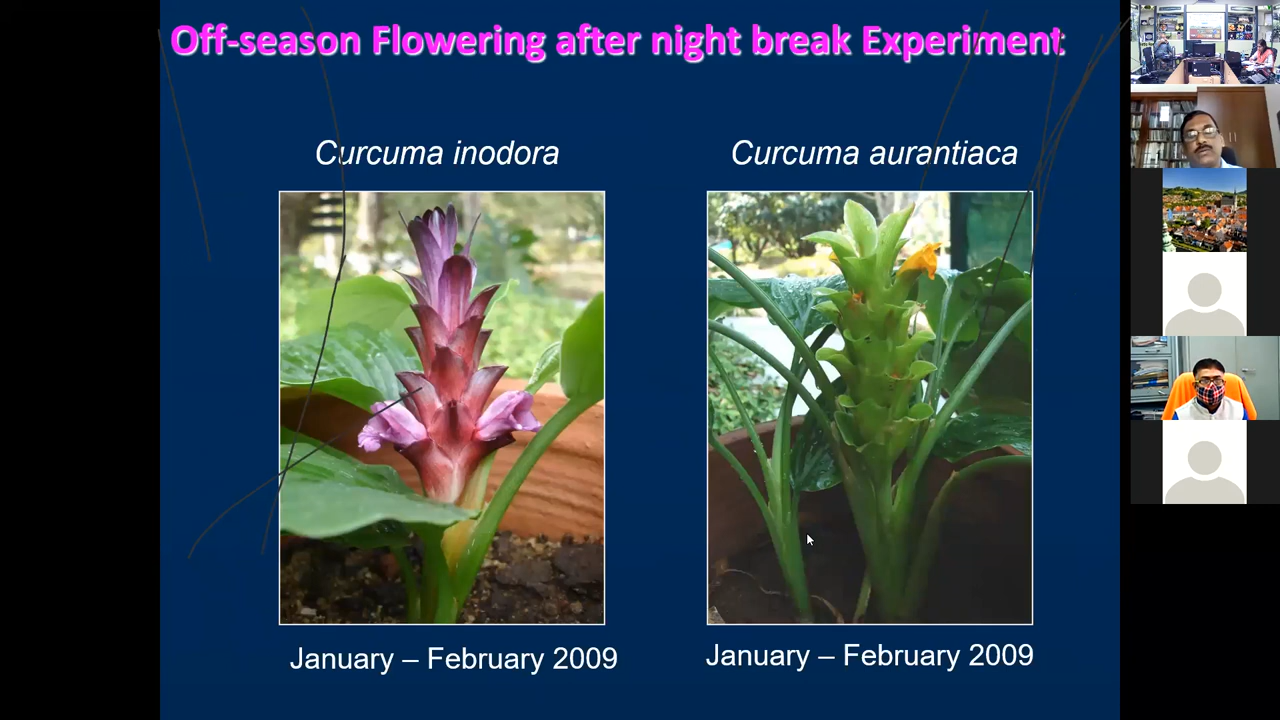 Off-season Flowering after night break Experiment
Curcuma inodora
Curcuma aurantiaca
January – February 2009
January – February 2009